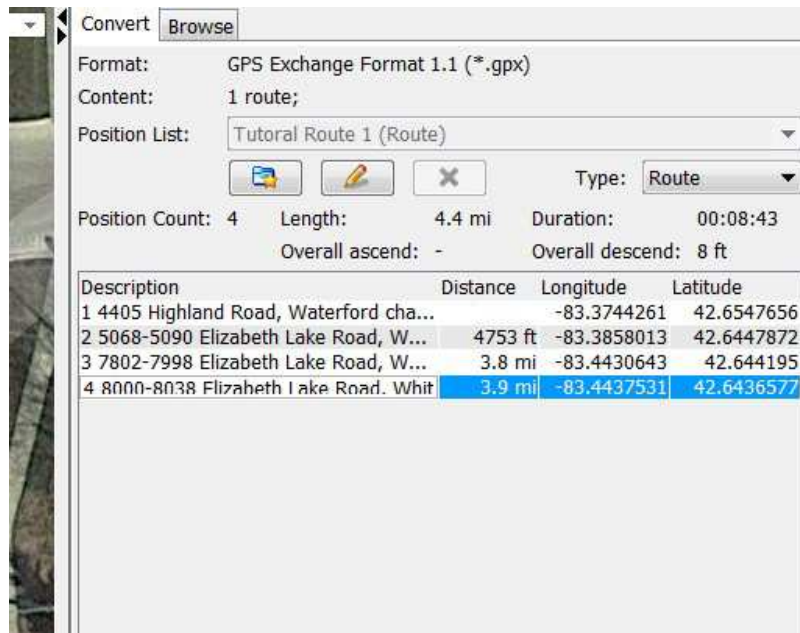 Convert Browse
Format: GPS Exchange Format 1.1 (*.gpx)
Content: 1 route;
Position List: Tutoral Route 1 (Route)
Type: Route
Position Count: 4 Length: 4.4 mi Duration: 00:08:43
Overall ascend: - Overall descend: 8 ft
Description Distance Longitude Latitude
1 4405 Highland Road, Waterford cha... -83.3744261 42.6547656
2 5068-5090 Elizabeth Lake Road, W... 4753 ft -83.3858013 42.6447872
3 7802-7998 Elizabeth Lake Road, W... 3.8 mi -83.4430643 42.644195
4 8000-8038 Elizabeth Lake Road, Whit 3.9 mi -83.4437531 42.6436577